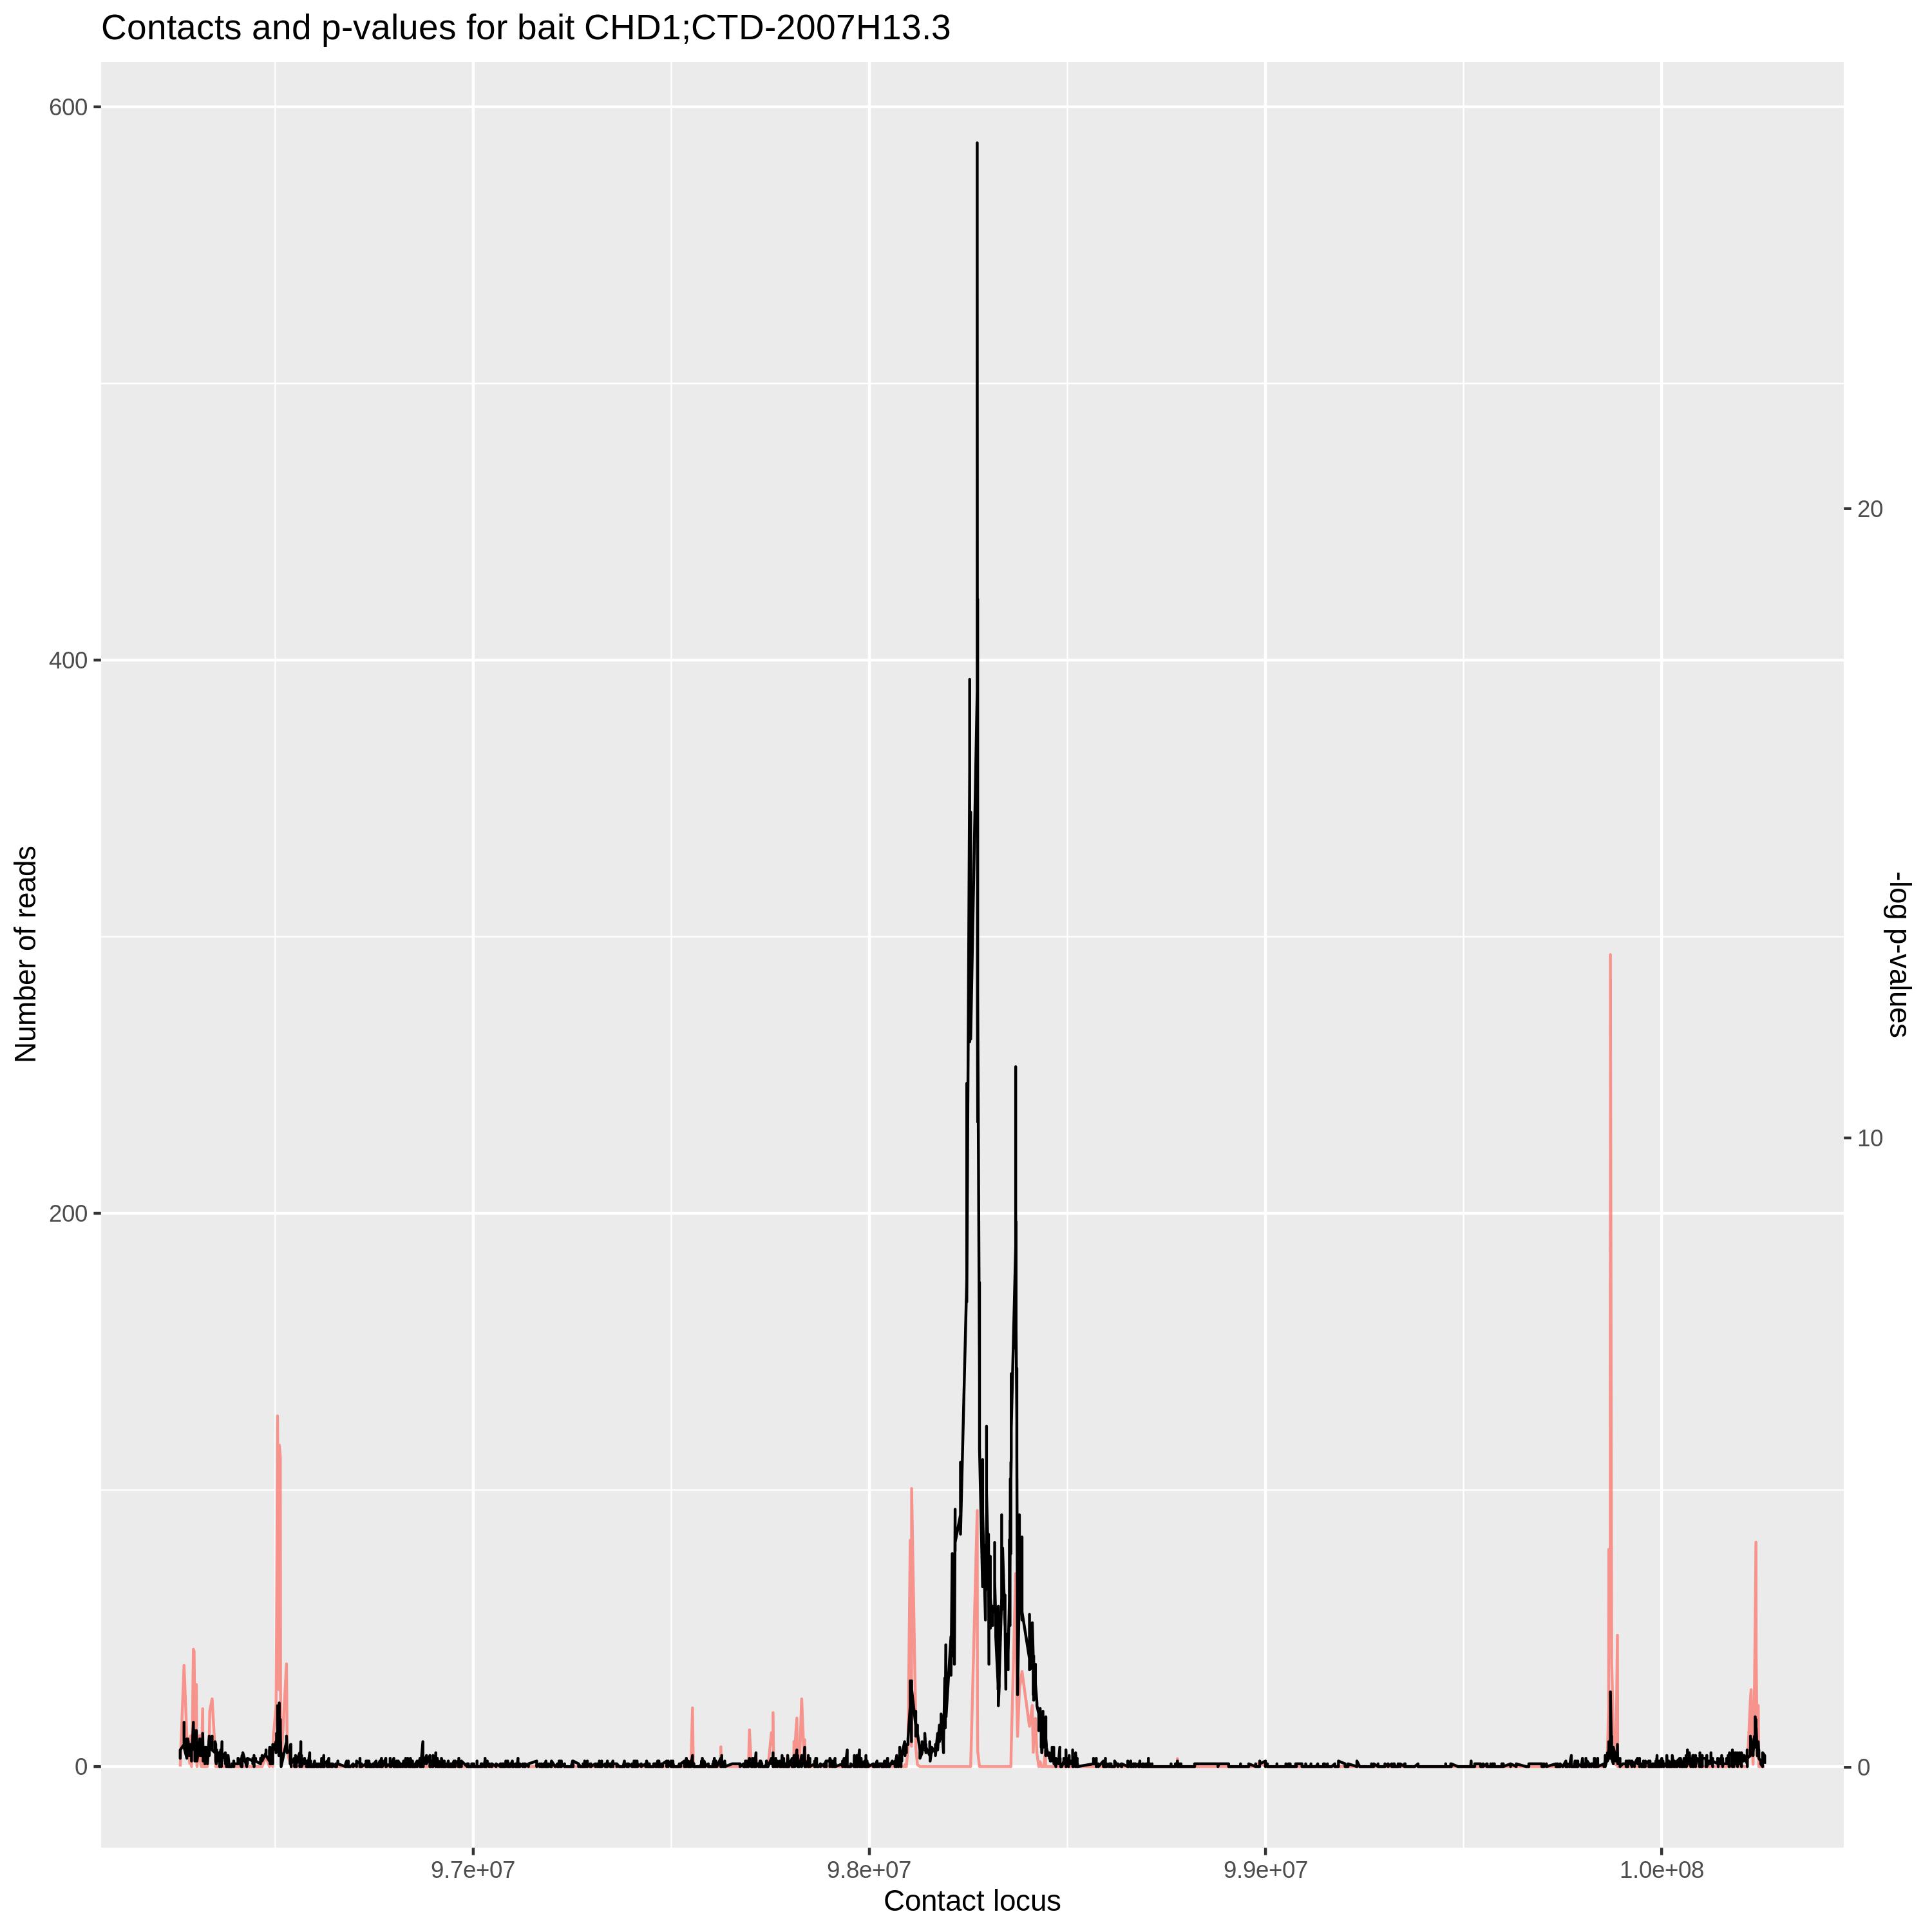 Contacts and p-values for bait CHD1;CTD-2007H13.3
600
400
200
0
Number of reads
20
10
0
-log p-values
9.7e+07
9.8e+07
9.9e+07
1.0e+08
Contact locus